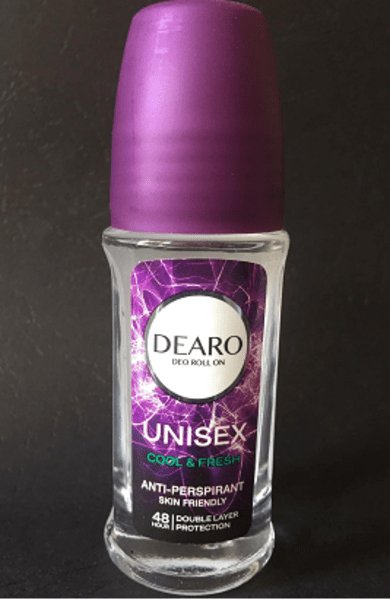 DEARO
DEO ROLL ON
UNISEX
COOL & FRESH
ANTI-PERSPIRANT
SKIN FRIENDLY
48 HOUR DOUBLE LAYER
PROTECTION